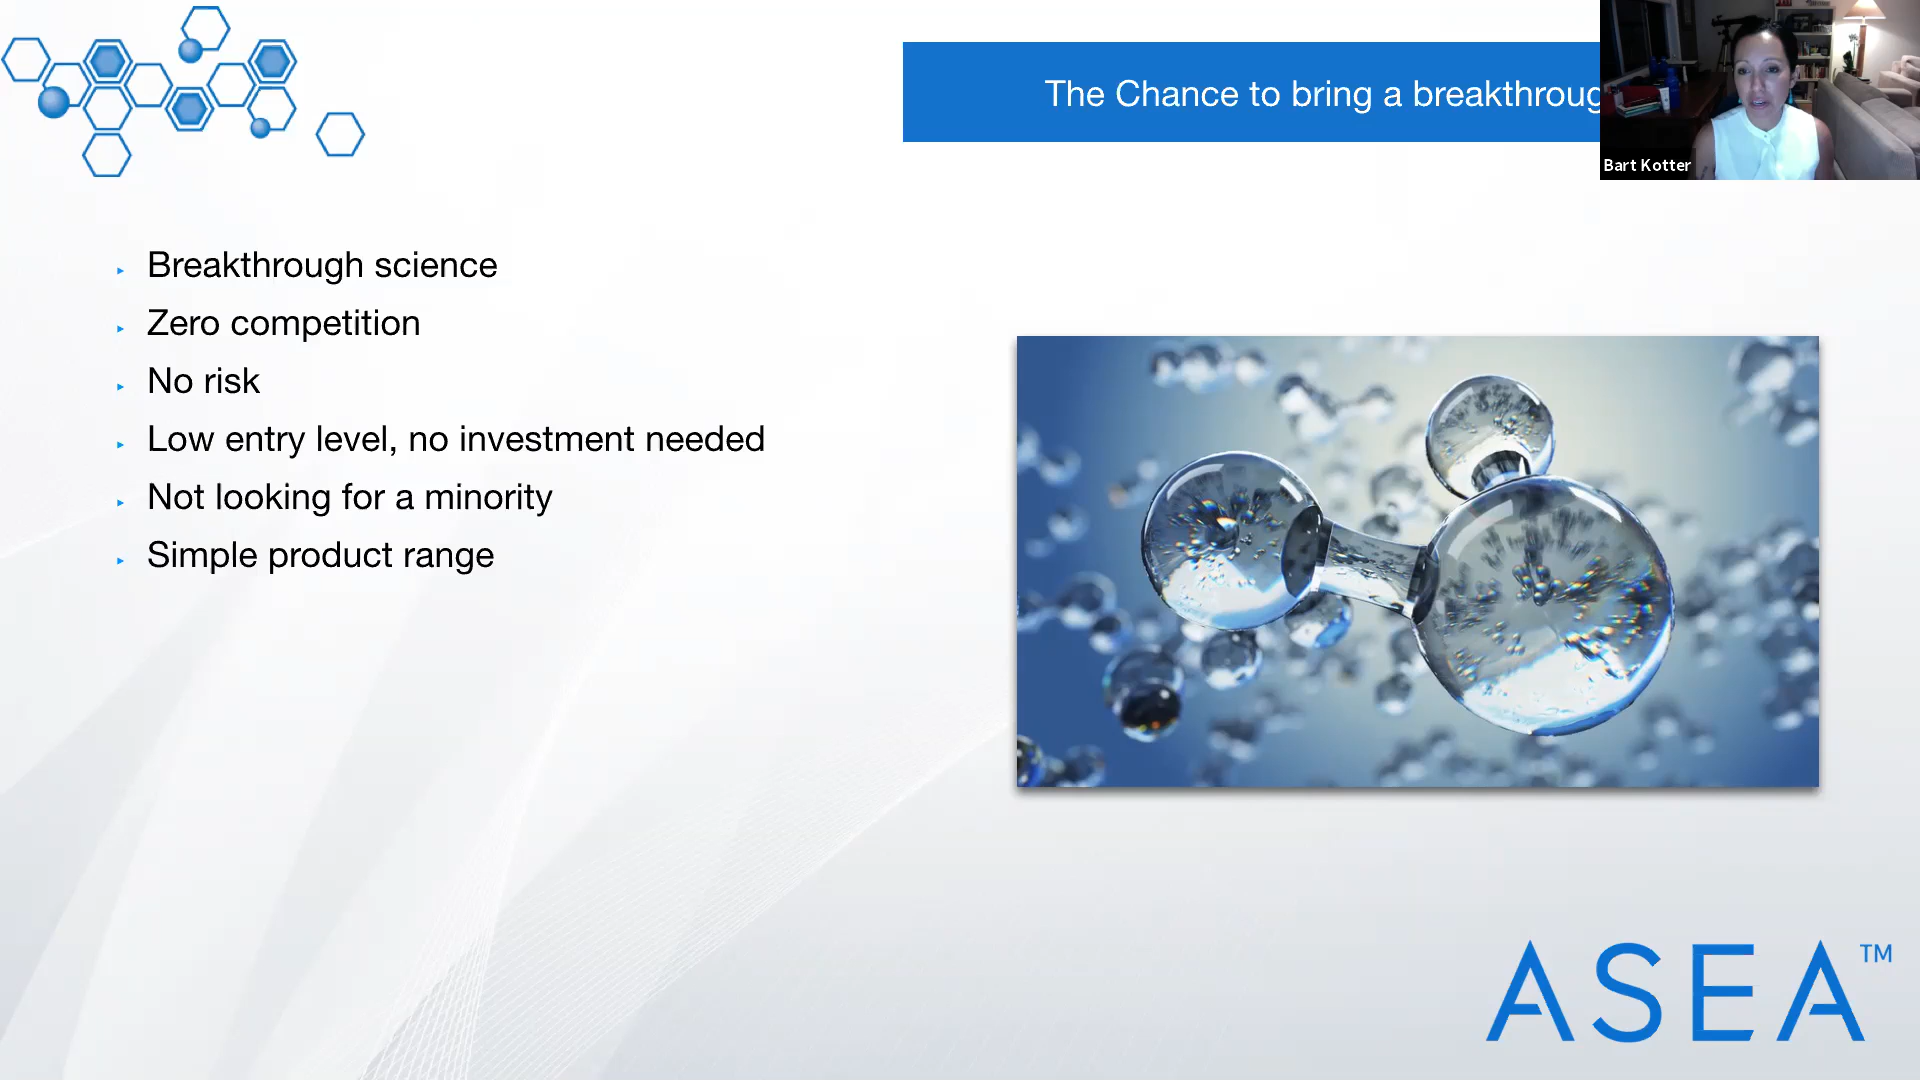 The Chance to bring a
Bart Kotter
Breakthrough science
Zero competition
No risk
Low entry level, no investment needed
Not looking for a minority
Simple product range
ASEA™